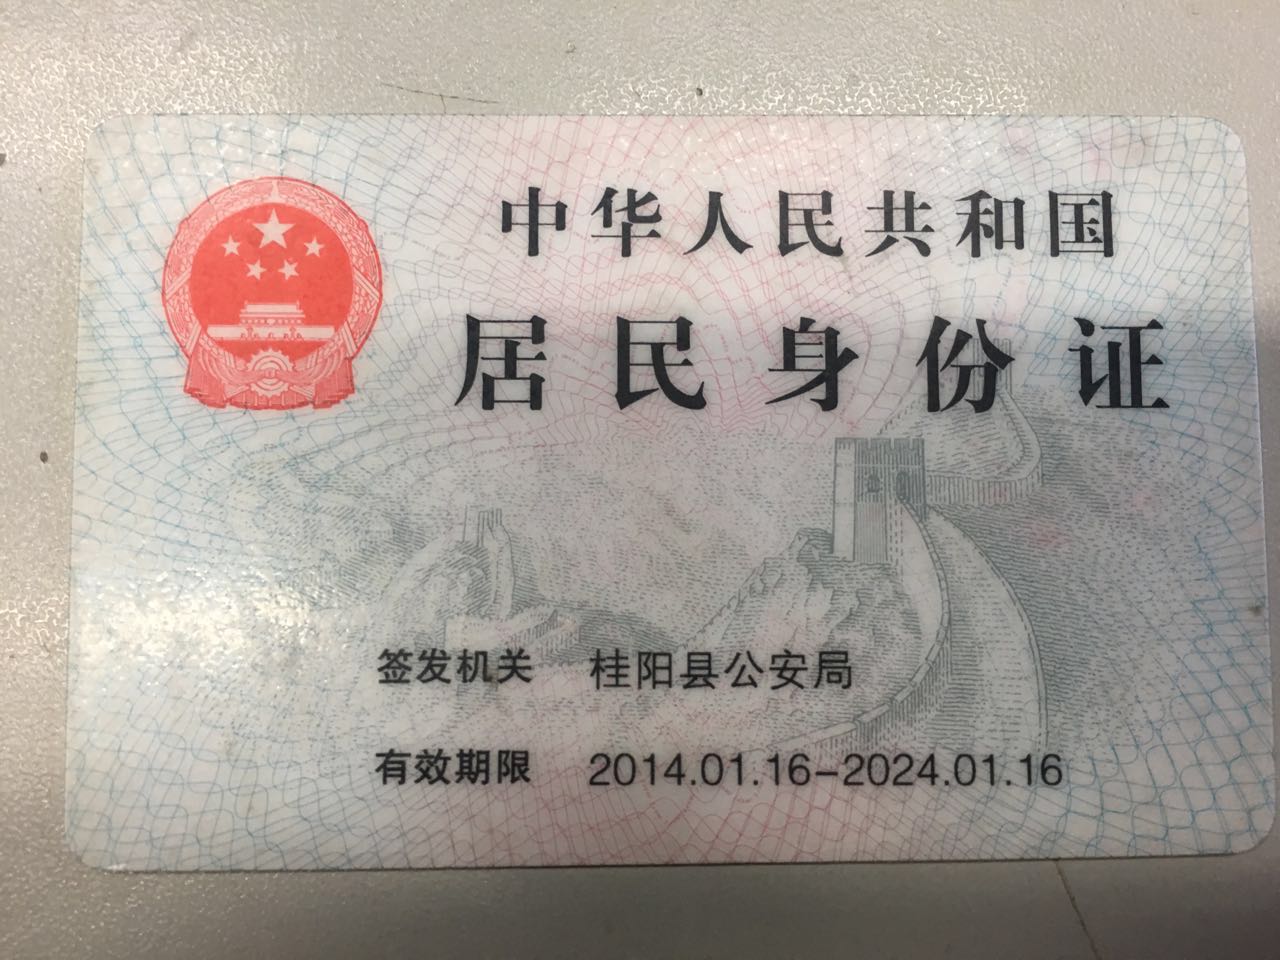 中华人民共和国
居民身份证
签发机关 桂阳县公安局
有效期限 2014.01.16-2024.01.16